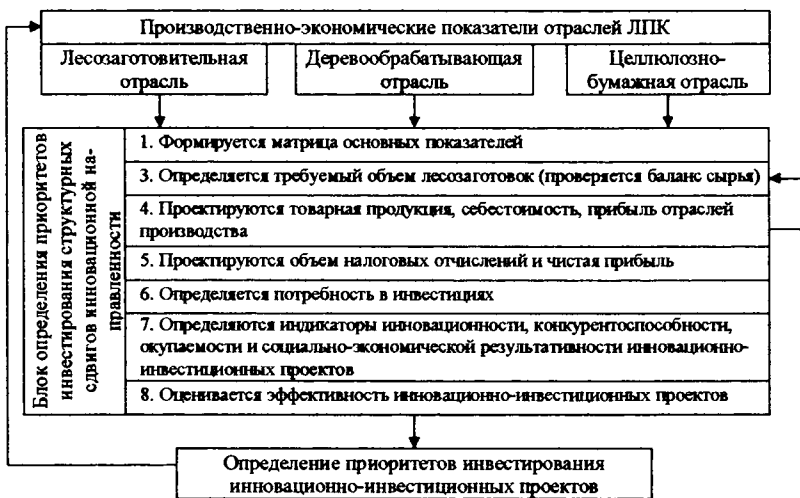 Производственно-экономические показатели отраслей ЛПК
Лесозаготовительная
отрасль
Деревообрабатывающая
отрасль
Целлюлозно-
бумажная отрасль
Блок определения приоритетов
инвестирования структурных
сдвигов инновационной на-
правленности
1. Формируется матрица основных показателей
3. Определяется требуемый объем лесозаготовок (проверяется баланс сырья)
4. Проектируются товарная продукция, себестоимость, прибыль отраслей
производства
5. Проектируются объем налоговых отчислений и чистая прибыль
6. Определяется потребность в инвестициях
7. Определяются индикаторы инновационности, конкурентоспособности,
окупаемости и социально-экономической результативности инновационно-
инвестиционных проектов
8. Оценивается эффективность инновационно-инвестиционных проектов
Определение приоритетов инвестирования
инновационно-инвестиционных проектов